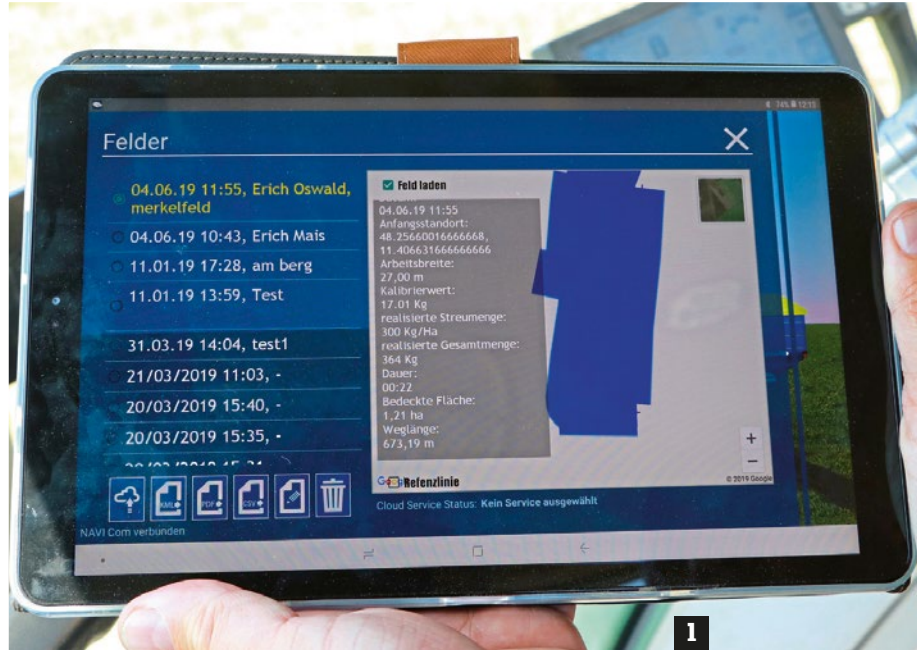 74% 12:13
Felder
04.06.19 11:55, Erich Oswald,
merkelfeld
04.06.19 10:43, Erich Mais
11.01.19 17:28, am berg
11.01.19 13:59, Test
31.03.19 14:04, test1
21/03/2019 11:03, -
20/03/2019 15:40, -
20/03/2019 15:35, -
KML
PDF
CSV
NAVI Com verbunden
Feld laden
04.06.19 11:55
Anfangsstandort:
48.25660016666668,
11.406631666666666
Arbeitsbreite:
27,00 m
Kalibrierwert:
17.01 Kg
realisierte Streumenge:
300 Kg/Ha
realisierte Gesamtmenge:
364 Kg
Dauer:
00:22
Bedeckte Fläche:
1,21 ha
Weglänge:
673,19 m
+
−
Refenzlinie
© 2019 Google
Cloud Service Status: Kein Service ausgewählt
1